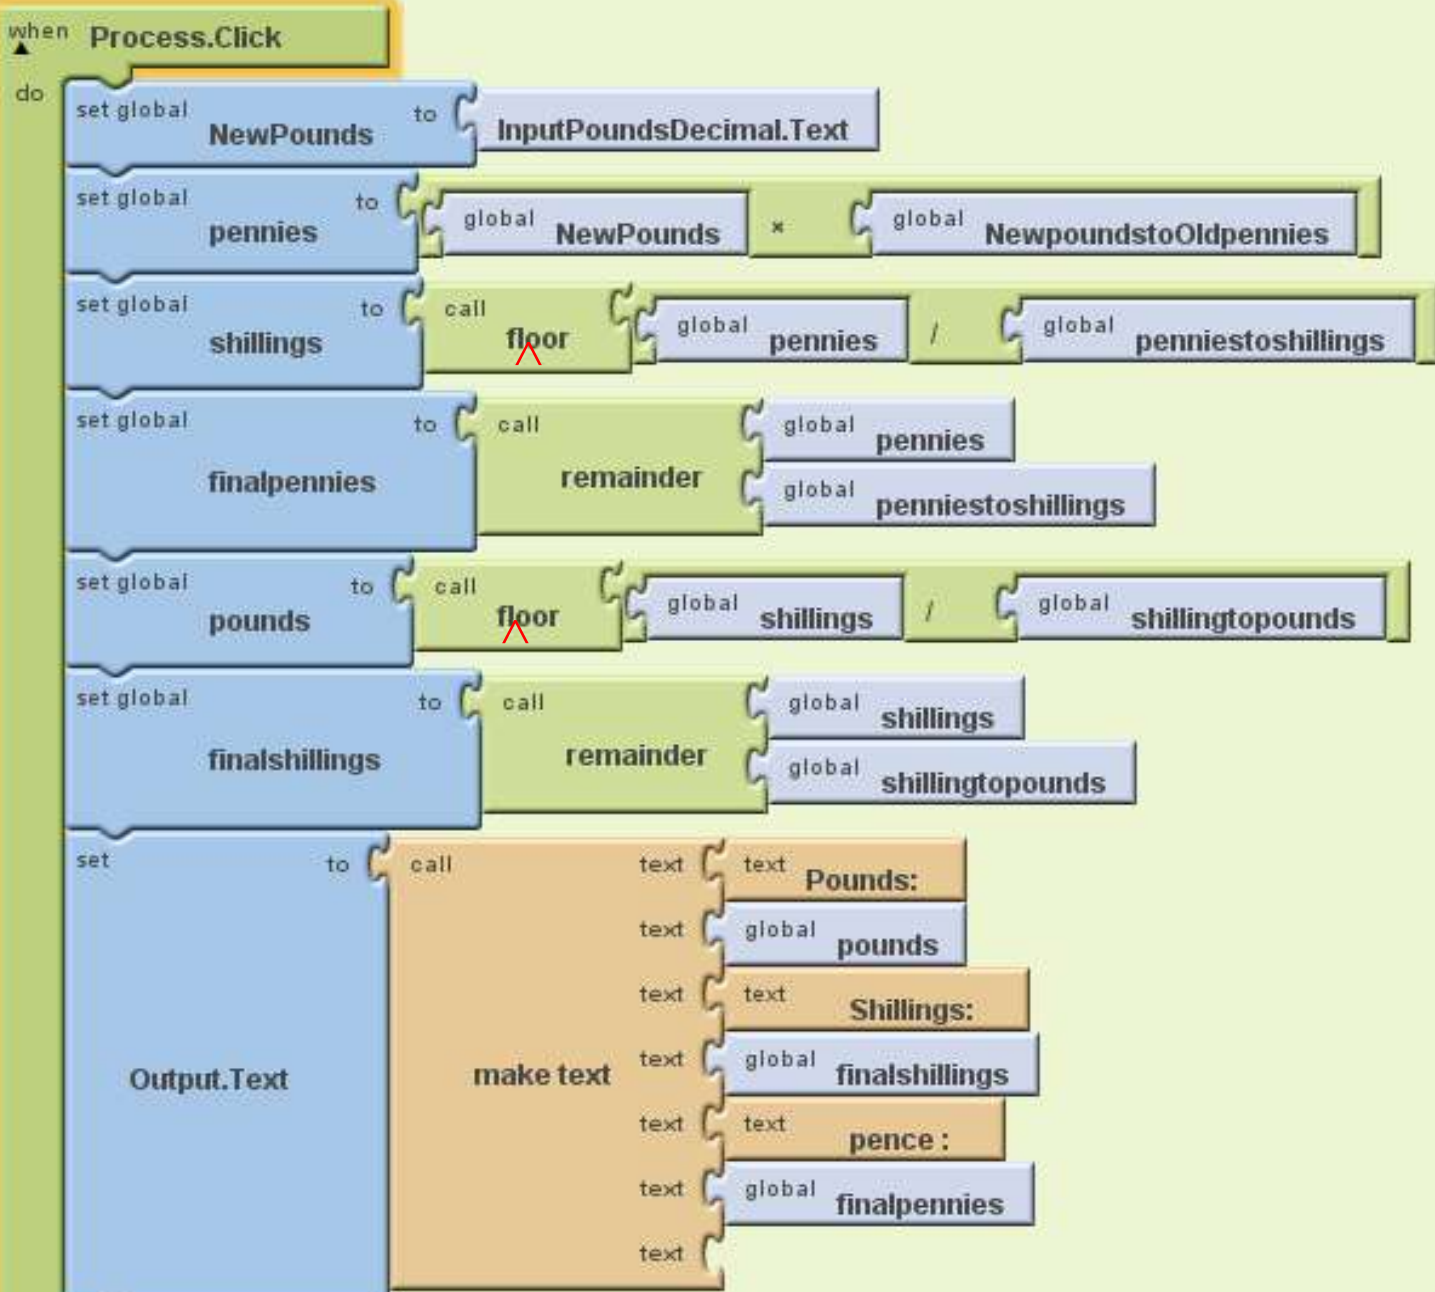 when Process.Click
do
set global NewPounds to InputPoundsDecimal.Text
set global pennies to global NewPounds × global NewpoundstoOldpennies
set global shillings to call floor global pennies / global penniestoshillings
set global finalpennies to call remainder global pennies
global penniestoshillings
set global pounds to call floor global shillings / global shillingtopounds
set global finalshillings to call remainder global shillings
global shillingtopounds
set Output.Text to call make text text text Pounds:
text global pounds
text text Shillings:
text global finalshillings
text text pence :
text global finalpennies
text